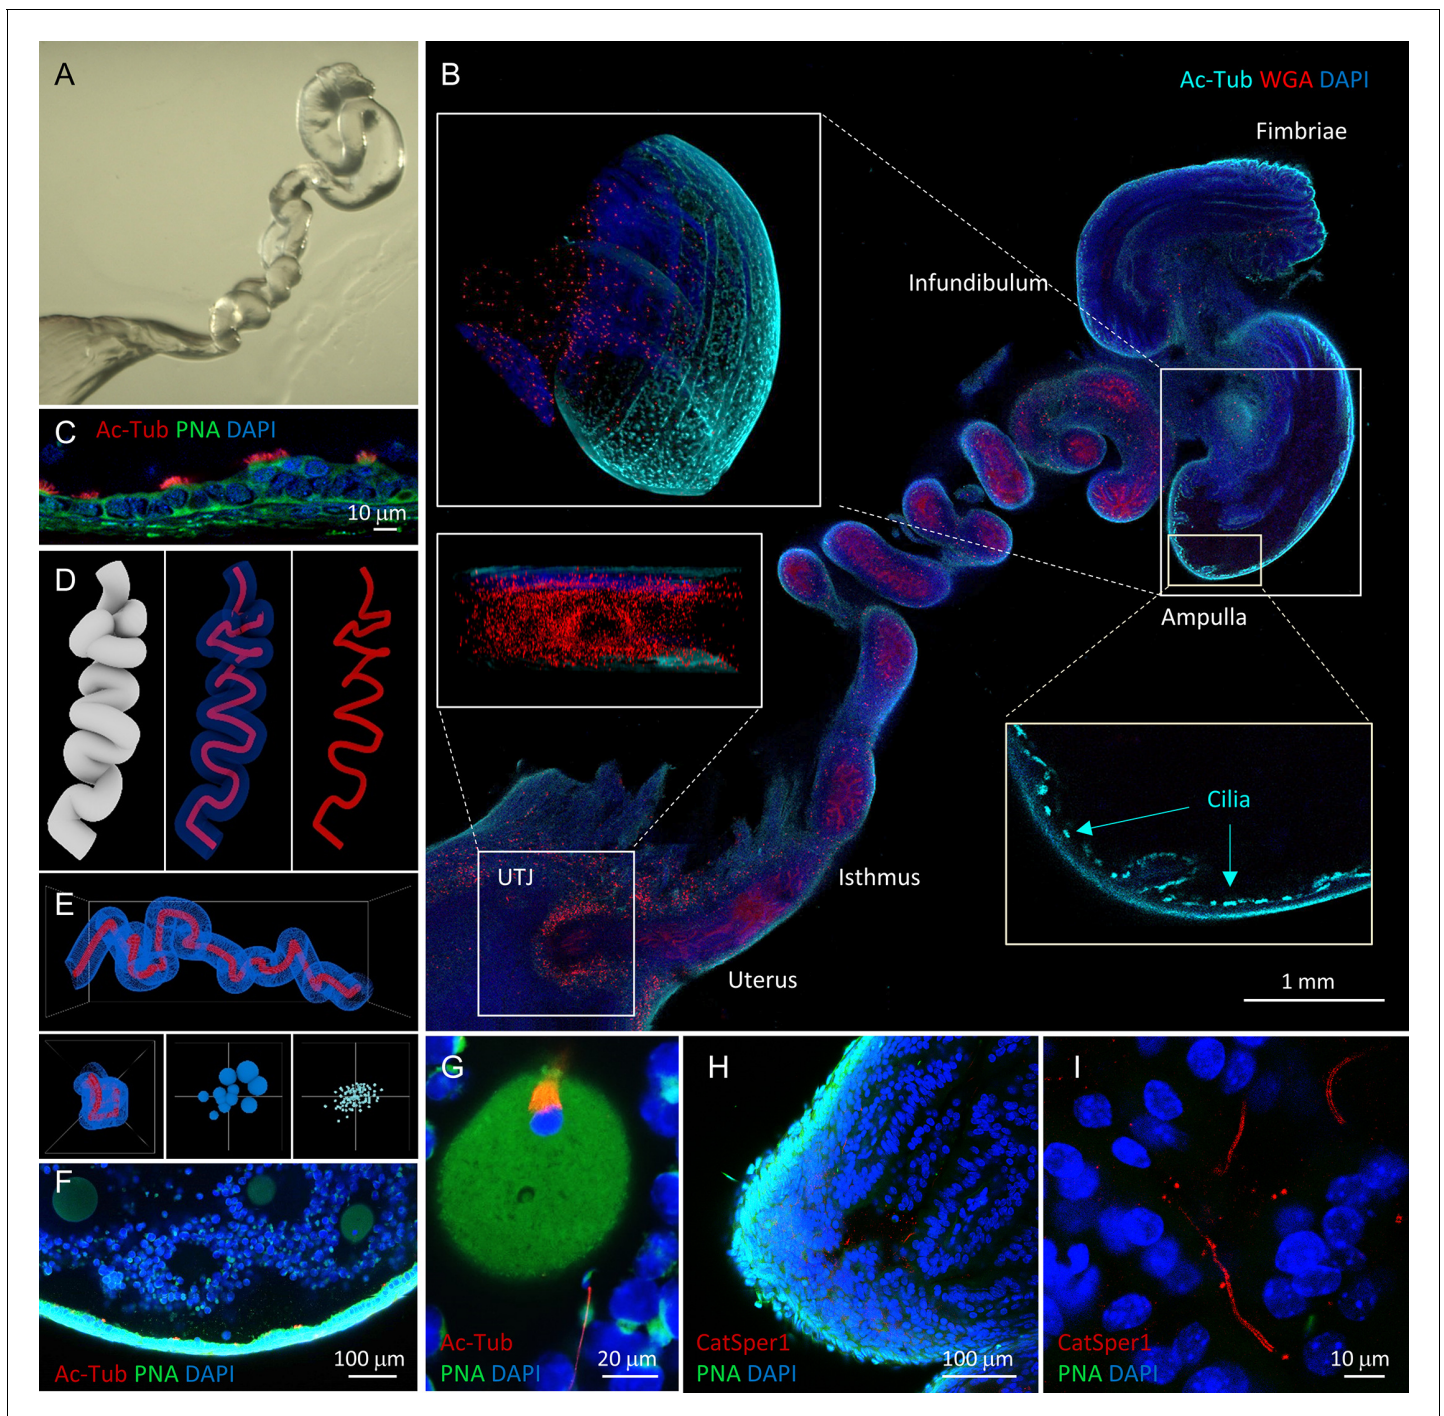 A
B
Ac-Tub WGA DAPI
Fimbriae
Infundibulum
C
Ac-Tub PNA DAPI
10 µm
D
Ampulla
Cilia
UTJ
Isthmus
E
Uterus
1 mm
F
Ac-Tub PNA DAPI
100 µm
G
Ac-Tub
PNA DAPI
20 µm
H
CatSper1
PNA DAPI
100 µm
I
CatSper1
PNA DAPI
10 µm